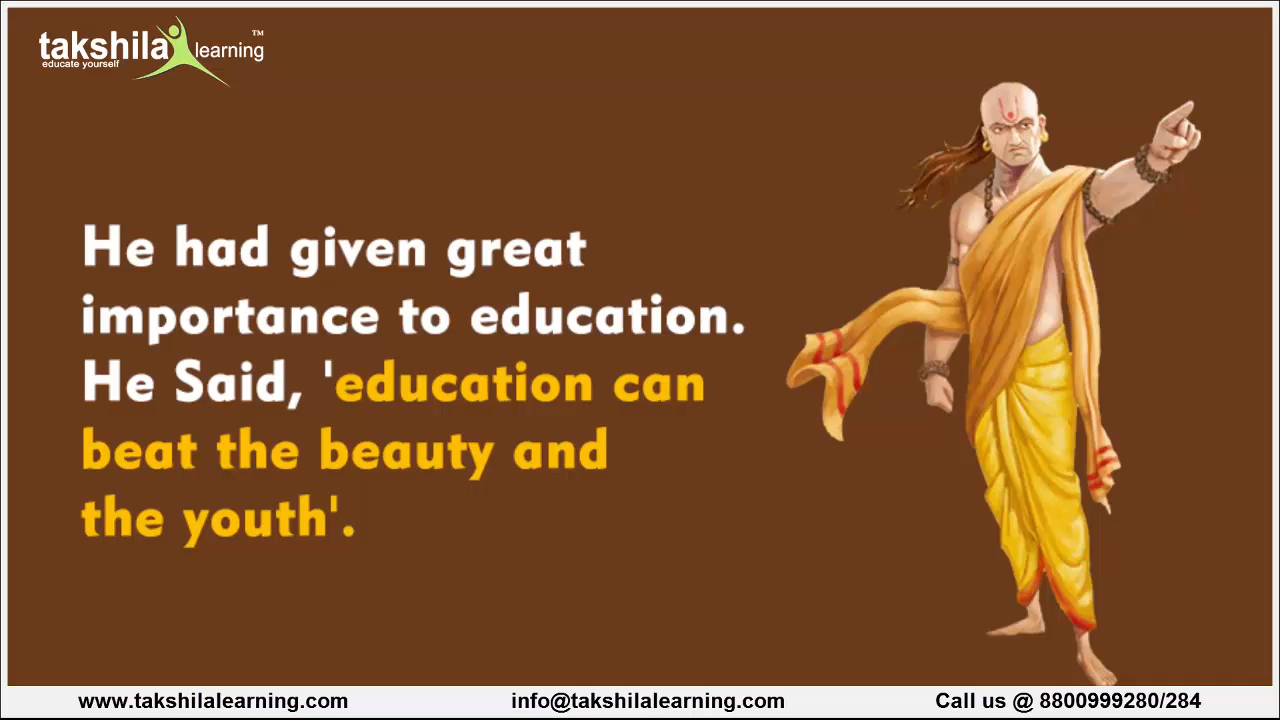 takshila learning ™
educate yourself
He had given great
importance to education.
He Said, 'education can
beat the beauty and
the youth'.
www.takshilalearning.com info@takshilalearning.com Call us @ 8800999280/284